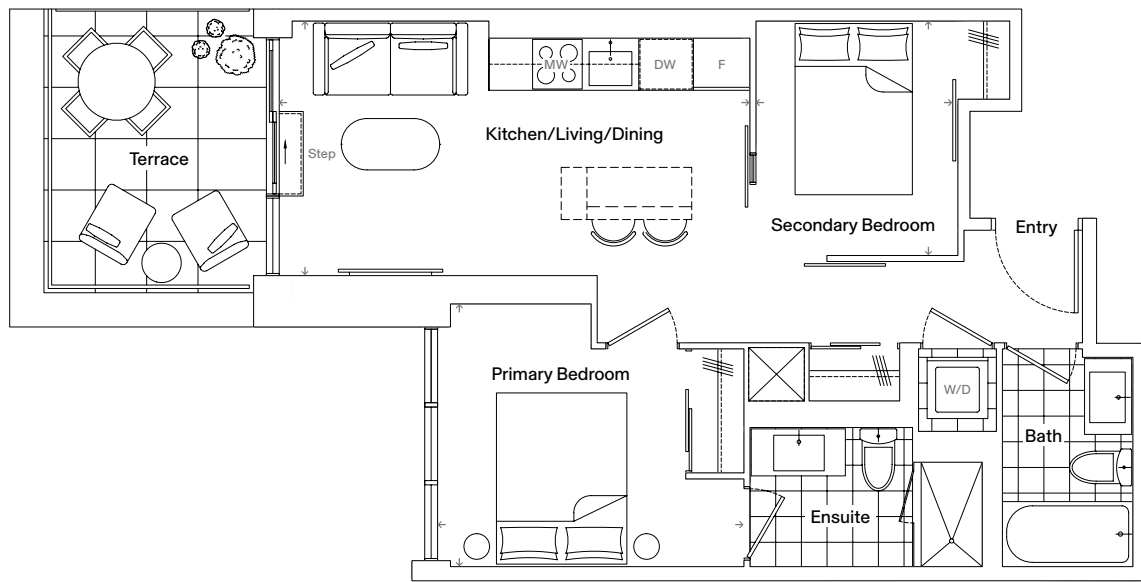 MW
DW
F
Kitchen/Living/Dining
Step
Terrace
Secondary Bedroom
Entry
Primary Bedroom
W/D
Bath
Ensuite